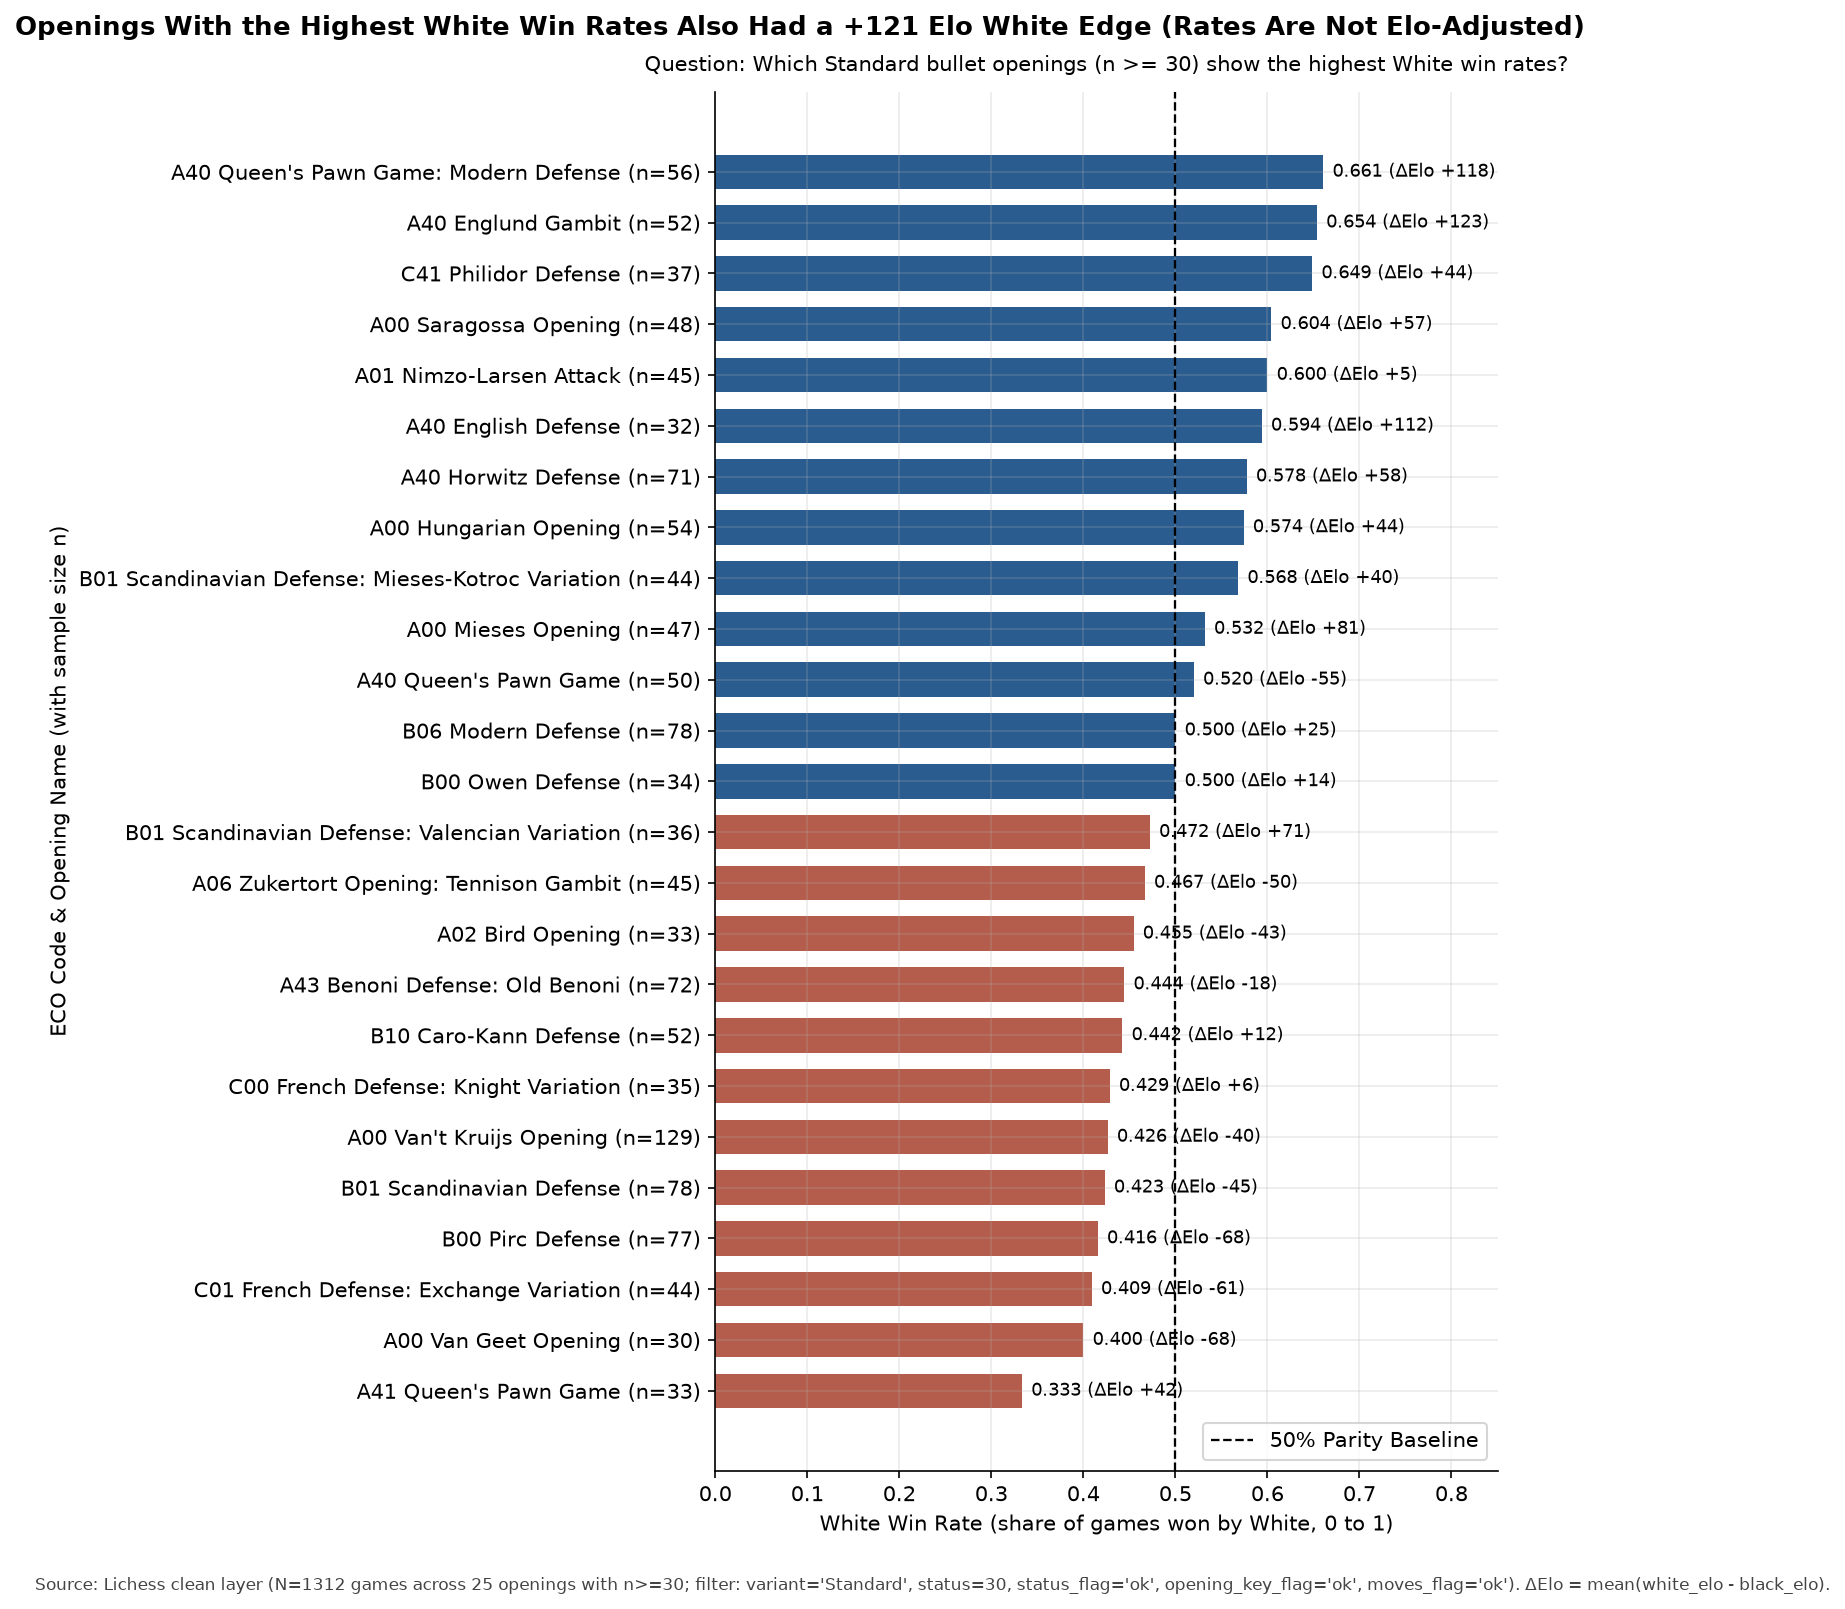 Openings With the Highest White Win Rates Also Had a +121 Elo White Edge (Rates Are Not Elo-Adjusted)
Question: Which Standard bullet openings (n >= 30) show the highest White win rates?
ECO Code & Opening Name (with sample size n)
A40 Queen's Pawn Game: Modern Defense (n=56) 0.661 (ΔElo +118)
A40 Englund Gambit (n=52) 0.654 (ΔElo +123)
C41 Philidor Defense (n=37) 0.649 (ΔElo +44)
A00 Saragossa Opening (n=48) 0.604 (ΔElo +57)
A01 Nimzo-Larsen Attack (n=45) 0.600 (ΔElo +5)
A40 English Defense (n=32) 0.594 (ΔElo +112)
A40 Horwitz Defense (n=71) 0.578 (ΔElo +58)
A00 Hungarian Opening (n=54) 0.574 (ΔElo +44)
B01 Scandinavian Defense: Mieses-Kotroc Variation (n=44) 0.568 (ΔElo +40)
A00 Mieses Opening (n=47) 0.532 (ΔElo +81)
A40 Queen's Pawn Game (n=50) 0.520 (ΔElo -55)
B06 Modern Defense (n=78) 0.500 (ΔElo +25)
B00 Owen Defense (n=34) 0.500 (ΔElo +14)
B01 Scandinavian Defense: Valencian Variation (n=36) 0.472 (ΔElo +71)
A06 Zukertort Opening: Tennison Gambit (n=45) 0.467 (ΔElo -50)
A02 Bird Opening (n=33) 0.455 (ΔElo -43)
A43 Benoni Defense: Old Benoni (n=72) 0.444 (ΔElo -18)
B10 Caro-Kann Defense (n=52) 0.442 (ΔElo +12)
C00 French Defense: Knight Variation (n=35) 0.429 (ΔElo +6)
A00 Van't Kruijs Opening (n=129) 0.426 (ΔElo -40)
B01 Scandinavian Defense (n=78) 0.423 (ΔElo -45)
B00 Pirc Defense (n=77) 0.416 (ΔElo -68)
C01 French Defense: Exchange Variation (n=44) 0.409 (ΔElo -61)
A00 Van Geet Opening (n=30) 0.400 (ΔElo -68)
A41 Queen's Pawn Game (n=33) 0.333 (ΔElo +42)
50% Parity Baseline
0.0 0.1 0.2 0.3 0.4 0.5 0.6 0.7 0.8
White Win Rate (share of games won by White, 0 to 1)
Source: Lichess clean layer (N=1312 games across 25 openings with n>=30; filter: variant='Standard', status=30, status_flag='ok', opening_key_flag='ok', moves_flag='ok'). ΔElo = mean(white_elo - black_elo).